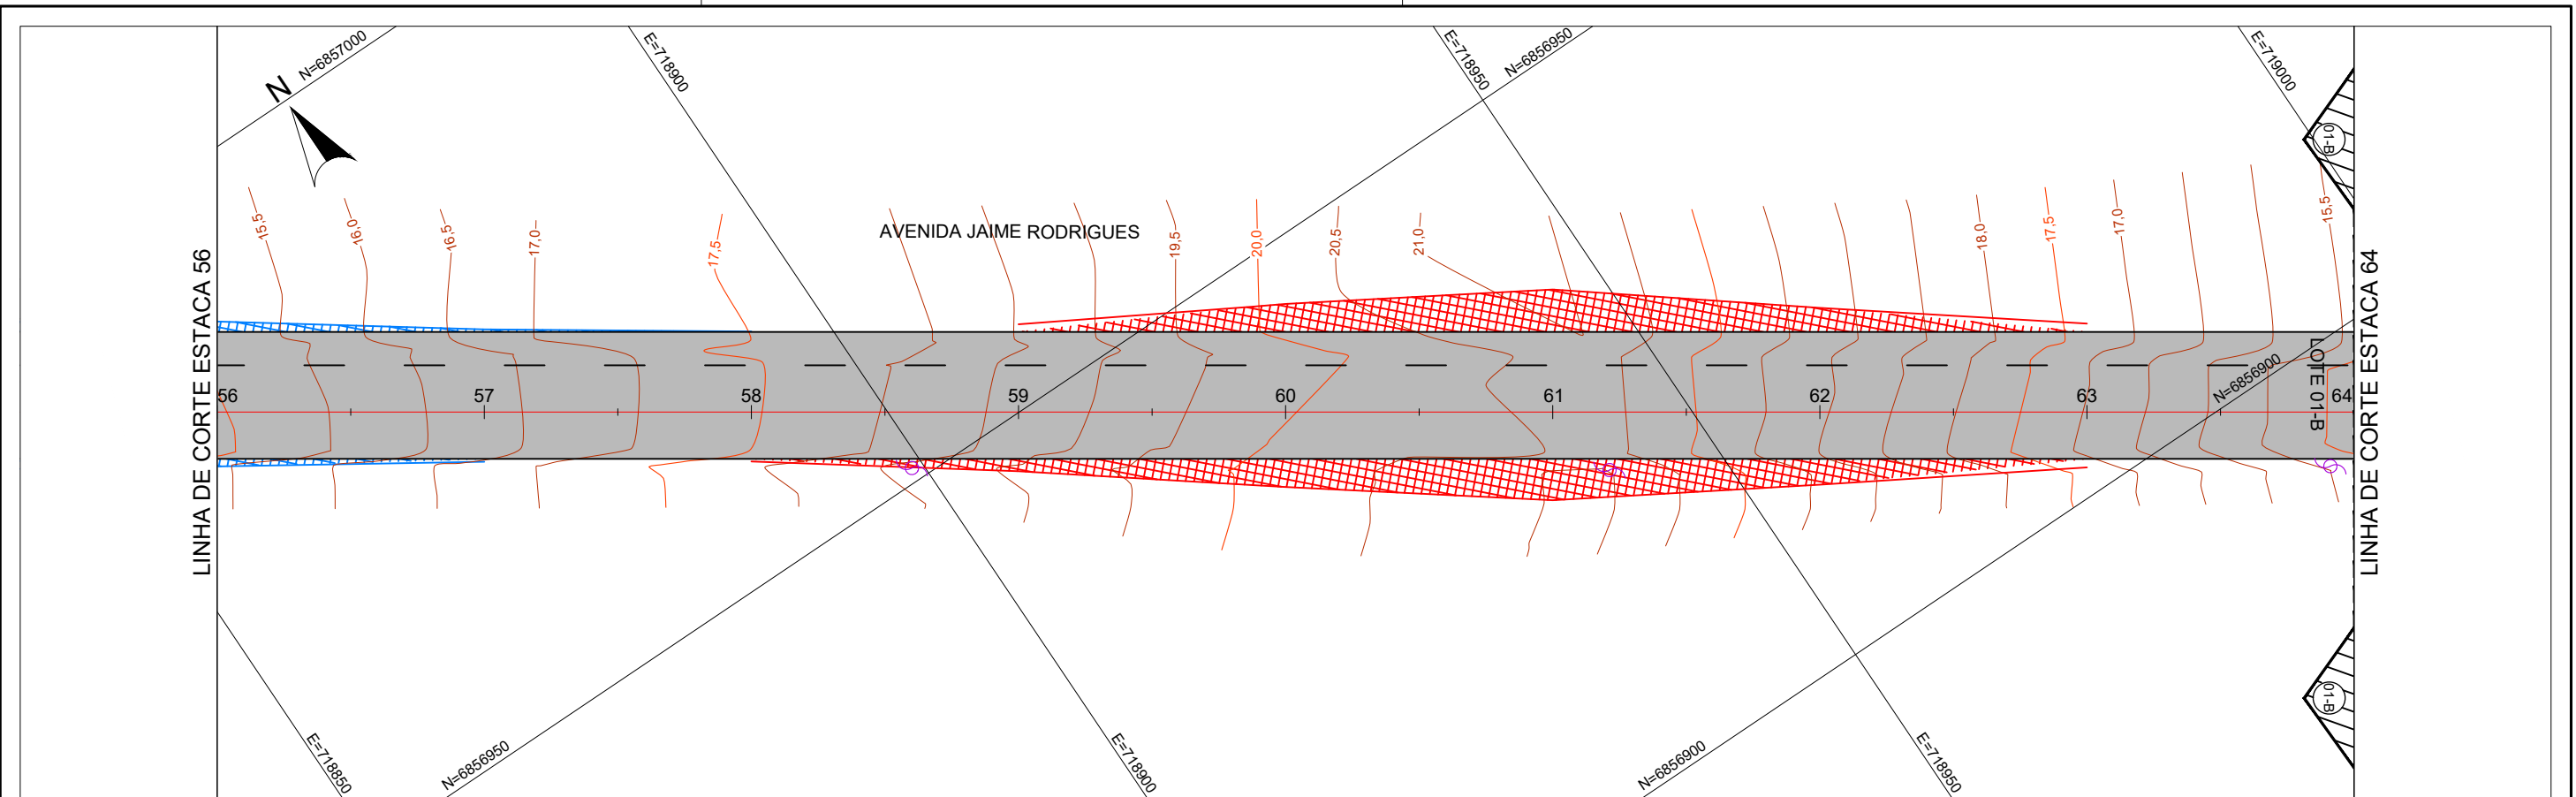 N=6857000
E=718900
E=718950
N=6856950
E=719000
N
01-B
15,5
16,0
16,5
17,0
17,5
AVENIDA JAIME RODRIGUES
19,5
20,0
20,5
21,0
18,0
17,5
17,0
15,5
LINHA DE CORTE ESTACA 56
LINHA DE CORTE ESTACA 64
LOTE 01-B
N=6856900
56
57
58
59
60
61
62
63
64
01-B
E=718850
N=6856950
E=718900
N=6856900
E=718950